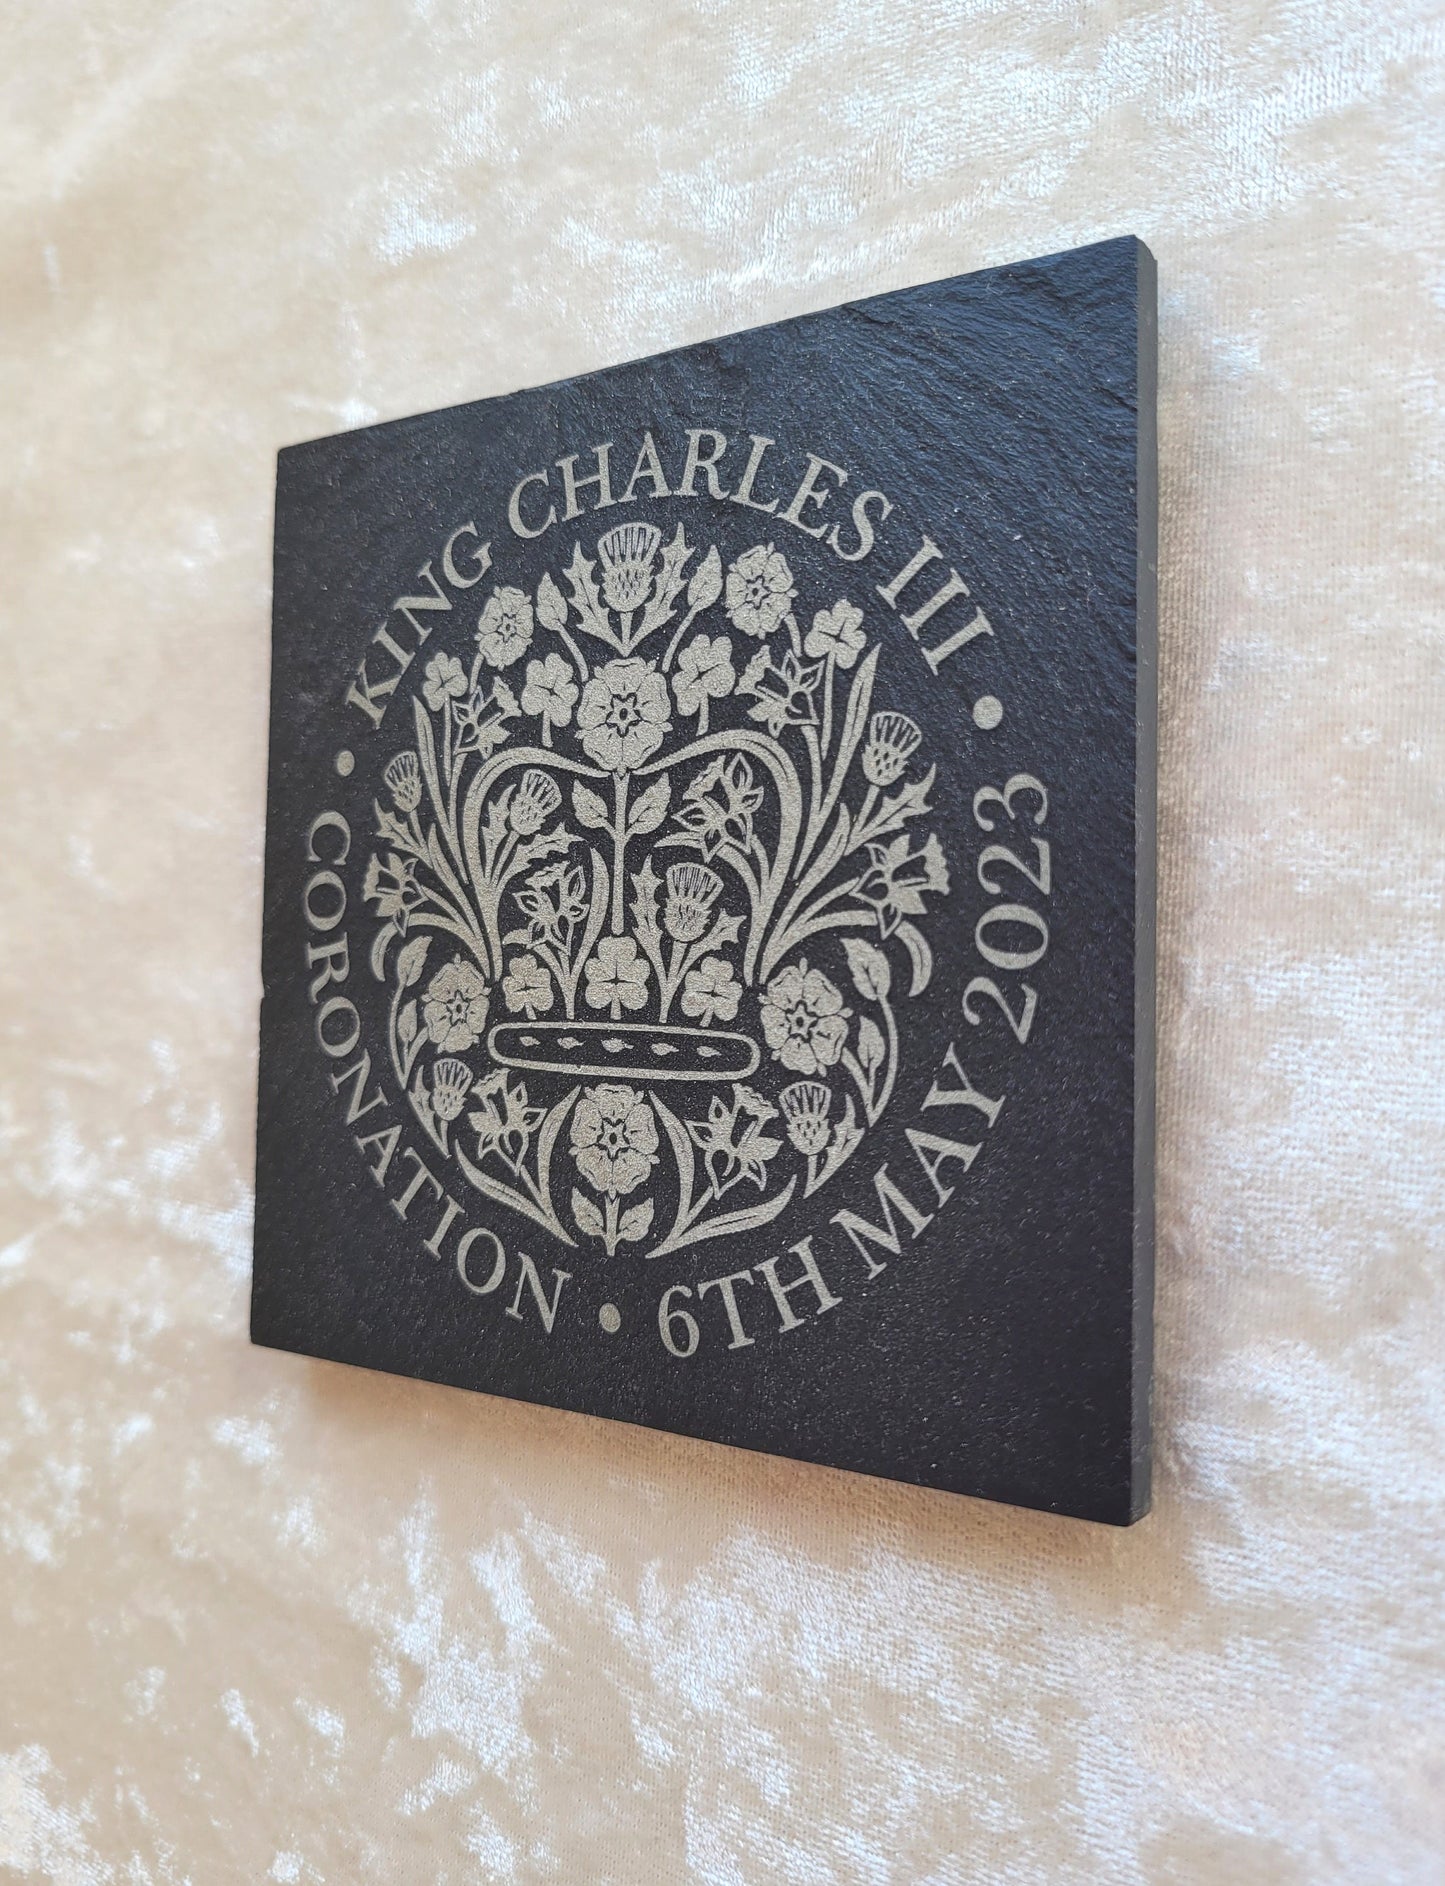 KING CHARLES III •
6TH MAY 2023 •
CORONATION •